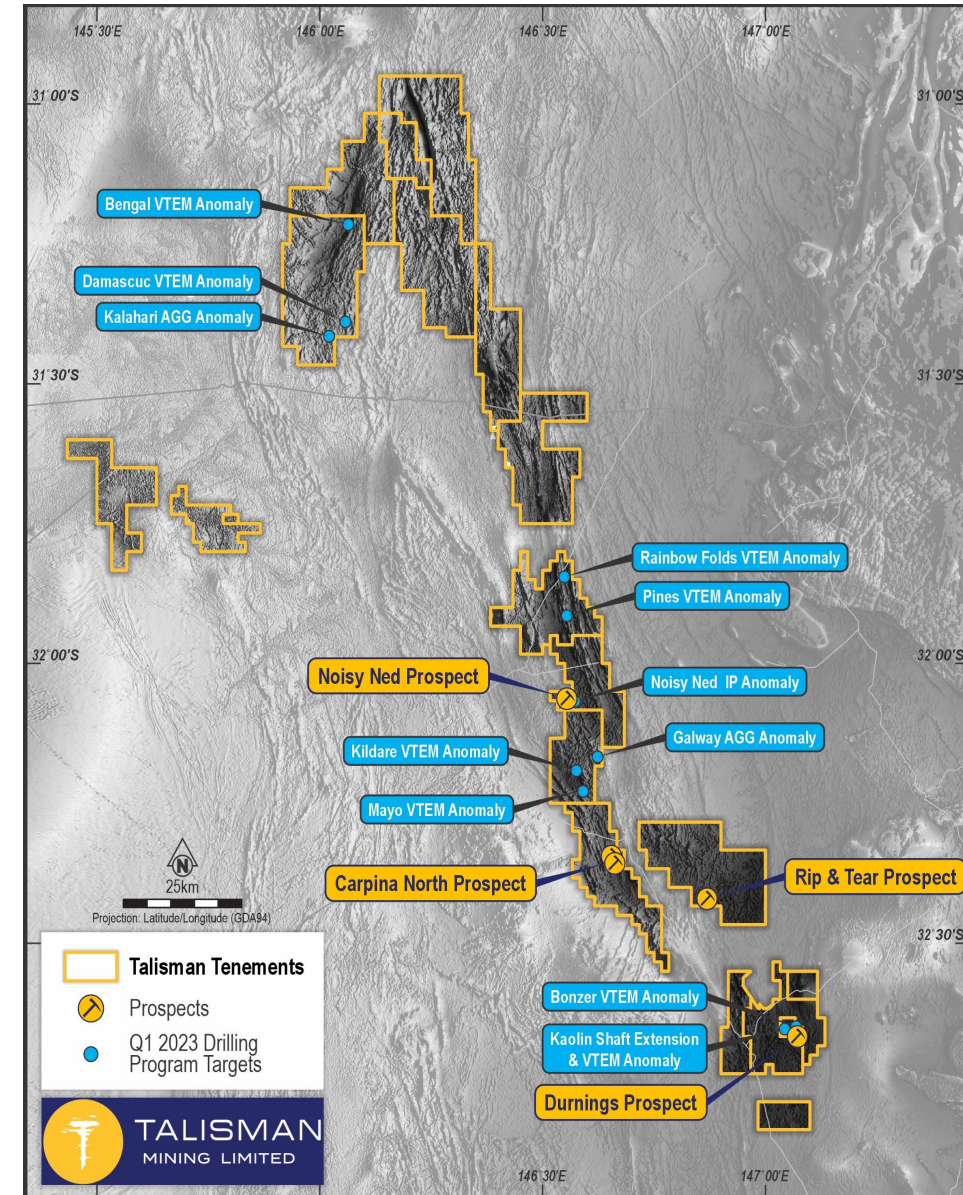 145°30'E
146°00'E
146°30'E
147°00'E
31°00'S
31°00'S
Bengal VTEM Anomaly
Damascuc VTEM Anomaly
Kalahari AGG Anomaly
31°30'S
31°30'S
Rainbow Folds VTEM Anomaly
Pines VTEM Anomaly
32°00'S
32°00'S
Noisy Ned Prospect
Noisy Ned IP Anomaly
Galway AGG Anomaly
Kildare VTEM Anomaly
Mayo VTEM Anomaly
Carpina North Prospect
Rip & Tear Prospect
N
25km
Projection: Latitude/Longitude (GDA94)
32°30'S
Talisman Tenements
Prospects
Q1 2023 Drilling
Program Targets
Bonzer VTEM Anomaly
Kaolin Shaft Extension
& VTEM Anomaly
Durnings Prospect
TALISMAN
MINING LIMITED
146°30'E
147°00'E